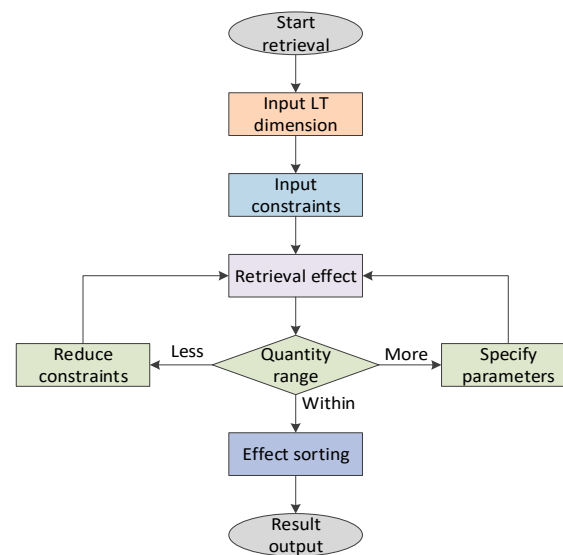 Start
retrieval
Input LT
dimension
Input
constraints
Retrieval effect
Reduce
constraints
Less
Quantity
range
More
Specify
parameters
Within
Effect sorting
Result
output